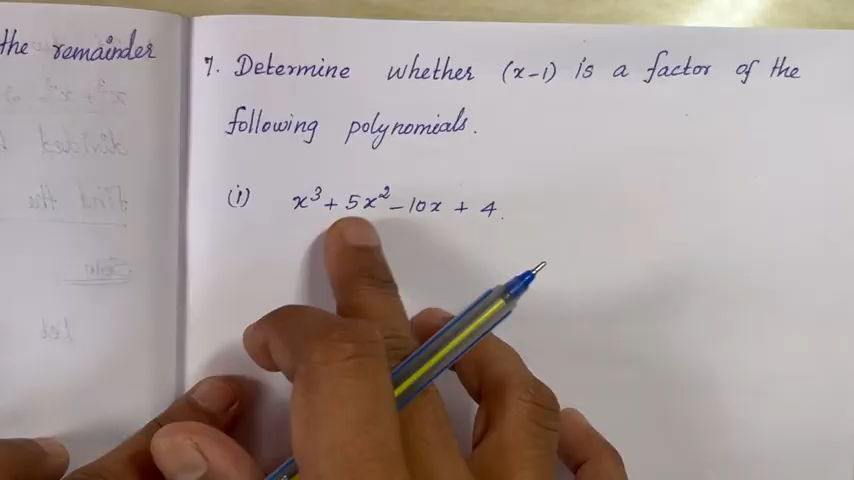 the remainder
7. Determine whether (x-1) is a factor of the
following polynomials.
(i) x³ + 5x² - 10x + 4.